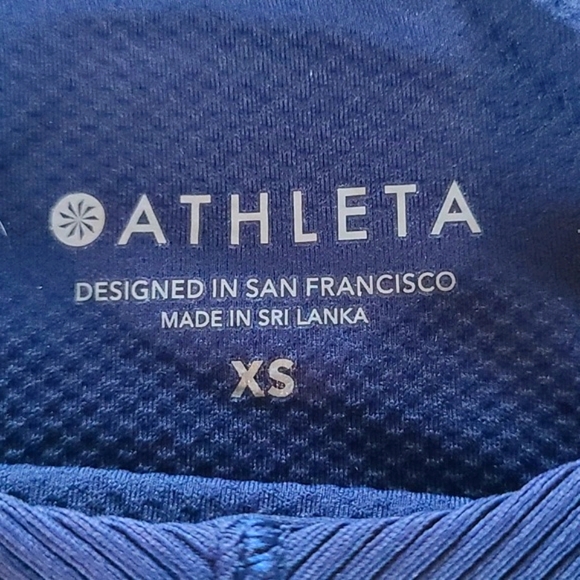 ATHLETA
DESIGNED IN SAN FRANCISCO
MADE IN SRI LANKA
XS